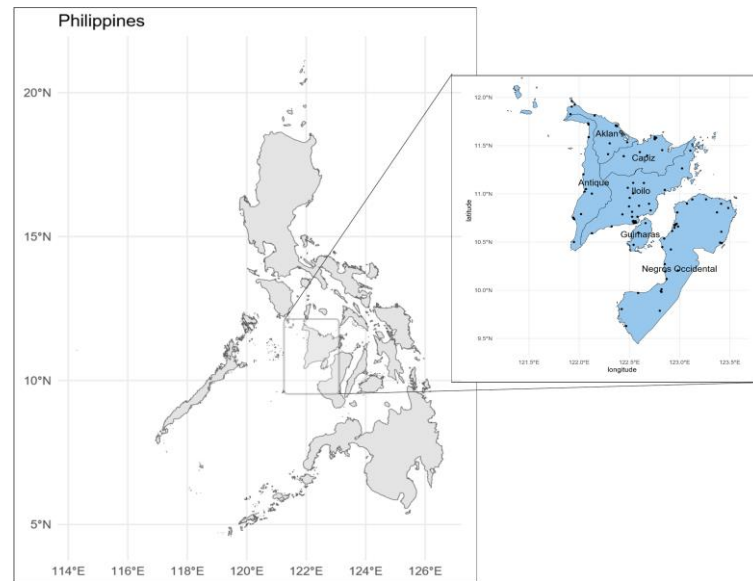 Philippines
20°N
15°N
10°N
5°N
114°E 116°E 118°E 120°E 122°E 124°E 126°E
12.0°N
11.5°N
11.0°N
10.5°N
10.0°N
9.5°N
latitude
Aklan
Capiz
Antique
Iloilo
Guimaras
Negros Occidental
121.5°E 122.0°E 122.5°E 123.0°E 123.5°E
longitude